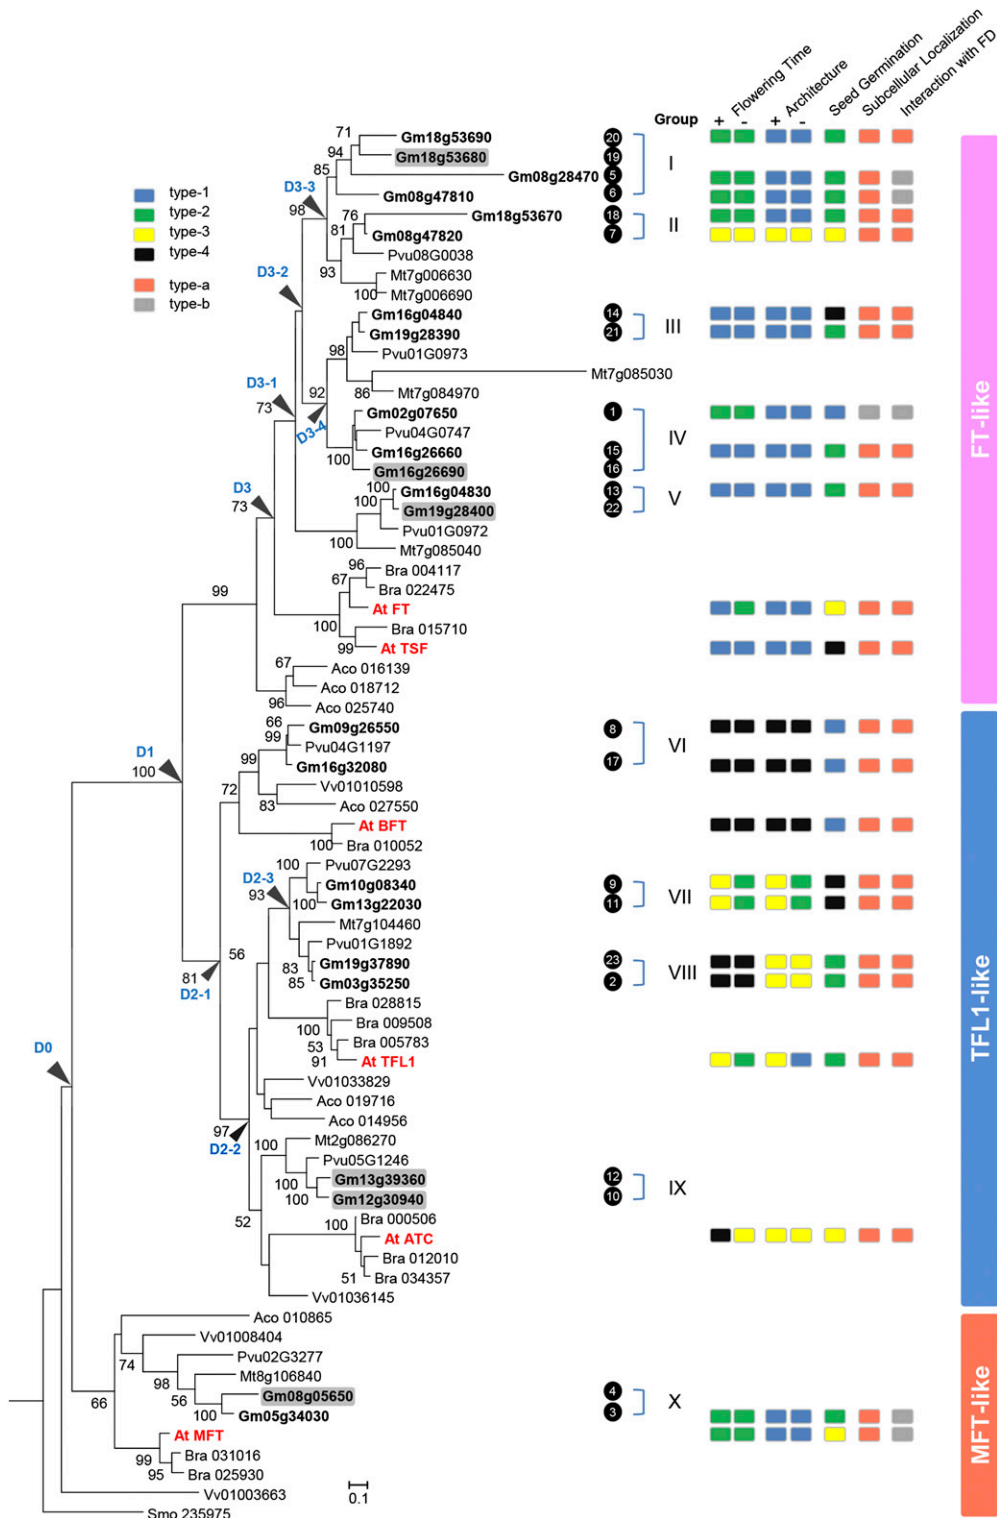 Flowering Time
Architecture
Seed Germination
Subcellular Localization
Interaction with FD
Group + - + -
type-1
type-2
type-3
type-4
type-a
type-b
71 Gm18g53690 20
94 Gm18g53680 19 I
85 Gm08g28470 5
D3-3 Gm08g47810 6
98 76 Gm18g53670 18
81 Gm08g47820 7 II
Pvu08G0038
D3-2 93 Mt7g006630
100 Mt7g006690
Gm16g04840 14
Gm19g28390 21 III
98 Pvu01G0973
Mt7g085030
D3-1 92 86 Mt7g084970
73 Gm02g07650 1
D3-4 Pvu04G0747 IV
Gm16g26660 15
100 Gm16g26690 16
100 Gm16g04830 13
D3 100 Gm19g28400 22 V
73 Pvu01G0972
100 Mt7g085040
96 Bra 004117
67 Bra 022475
99 At FT
100 Bra 015710
99 At TSF
67 Aco 016139
Aco 018712
96 Aco 025740
FT-like
66 Gm09g26550 8
99 Pvu04G1197 VI
D1 99 Gm16g32080 17
100 Vv01010598
72 83 Aco 027550
At BFT
100 Bra 010052
100 Pvu07G2293
D2-3 Gm10g08340 9
93 100 Gm13g22030 11 VII
Mt7g104460
56 Pvu01G1892
83 Gm19g37890 23
81 85 Gm03g35250 2 VIII
D2-1 Bra 028815
100 Bra 009508
53 Bra 005783
D0 91 At TFL1
Vv01033829
Aco 019716
97 Aco 014956
D2-2 100 Mt2g086270
Pvu05G1246
100 Gm13g39360 12
100 Gm12g30940 10 IX
52 100 Bra 000506
At ATC
Bra 012010
51 Bra 034357
Vv01036145
TFL1-like
Aco 010865
Vv01008404
74 Pvu02G3277
98 Mt8g106840
66 56 Gm08g05650 4
100 Gm05g34030 3 X
At MFT
99 Bra 031016
95 Bra 025930
Vv01003663
0.1
Smo 235975
MFT-like